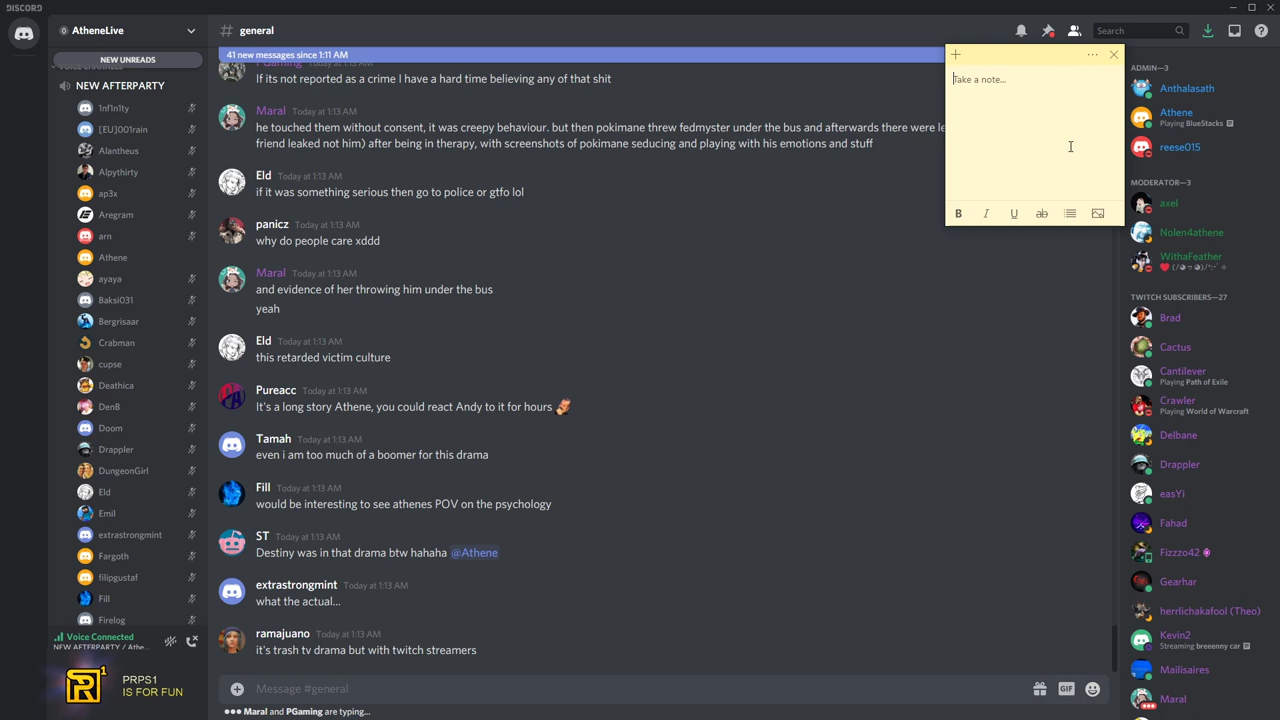 DISCORD
AtheneLive
NEW UNREADS
NEW AFTERPARTY
1nf1n1ty
[EU]001rain
Alantheus
Alpythirty
ap3x
Aregram
arn
Athene
ayaya
Baksi031
Bergrisaar
Crabman
cupse
Deathica
DenB
Doom
Drappler
DungeonGirl
Eld
Emil
extrastrongmint
Fargoth
filipgustaf
Fill
Firelog
Voice Connected
NEW AFTERPARTY / Athe...
PRPS1
IS FOR FUN
# general
Search
41 new messages since 1:11 AM
PGaming Today at 1:13 AM
If its not reported as a crime I have a hard time believing any of that shit
Maral Today at 1:13 AM
he touched them without consent, it was creepy behaviour. but then pokimane threw fedmyster under the bus and afterwards there were le
friend leaked not him) after being in therapy, with screenshots of pokimane seducing and playing with his emotions and stuff
Eld Today at 1:13 AM
if it was something serious then go to police or gtfo lol
panicz Today at 1:13 AM
why do people care xddd
Maral Today at 1:13 AM
and evidence of her throwing him under the bus
yeah
Eld Today at 1:13 AM
this retarded victim culture
Pureacc Today at 1:13 AM
It's a long story Athene, you could react Andy to it for hours
Tamah Today at 1:13 AM
even i am too much of a boomer for this drama
Fill Today at 1:13 AM
would be interesting to see athenes POV on the psychology
ST Today at 1:13 AM
Destiny was in that drama btw hahaha @Athene
extrastrongmint Today at 1:13 AM
what the actual...
ramajuano Today at 1:13 AM
it's trash tv drama but with twitch streamers
Message #general
GIF
Maral and PGaming are typing...
Take a note...
B I U ab
ADMIN—3
Anthalasath
Athene
Playing BlueStacks
reese015
MODERATOR—3
axel
Nolen4athene
WithaFeather
TWITCH SUBSCRIBERS—27
Brad
Cactus
Cantilever
Playing Path of Exile
Crawler
Playing World of Warcraft
Delbane
Drappler
easYi
Fahad
Fizzzo42
Gearhar
herrlichakafool (Theo)
Kevin2
Streaming breeenny car
Mailisaires
Maral